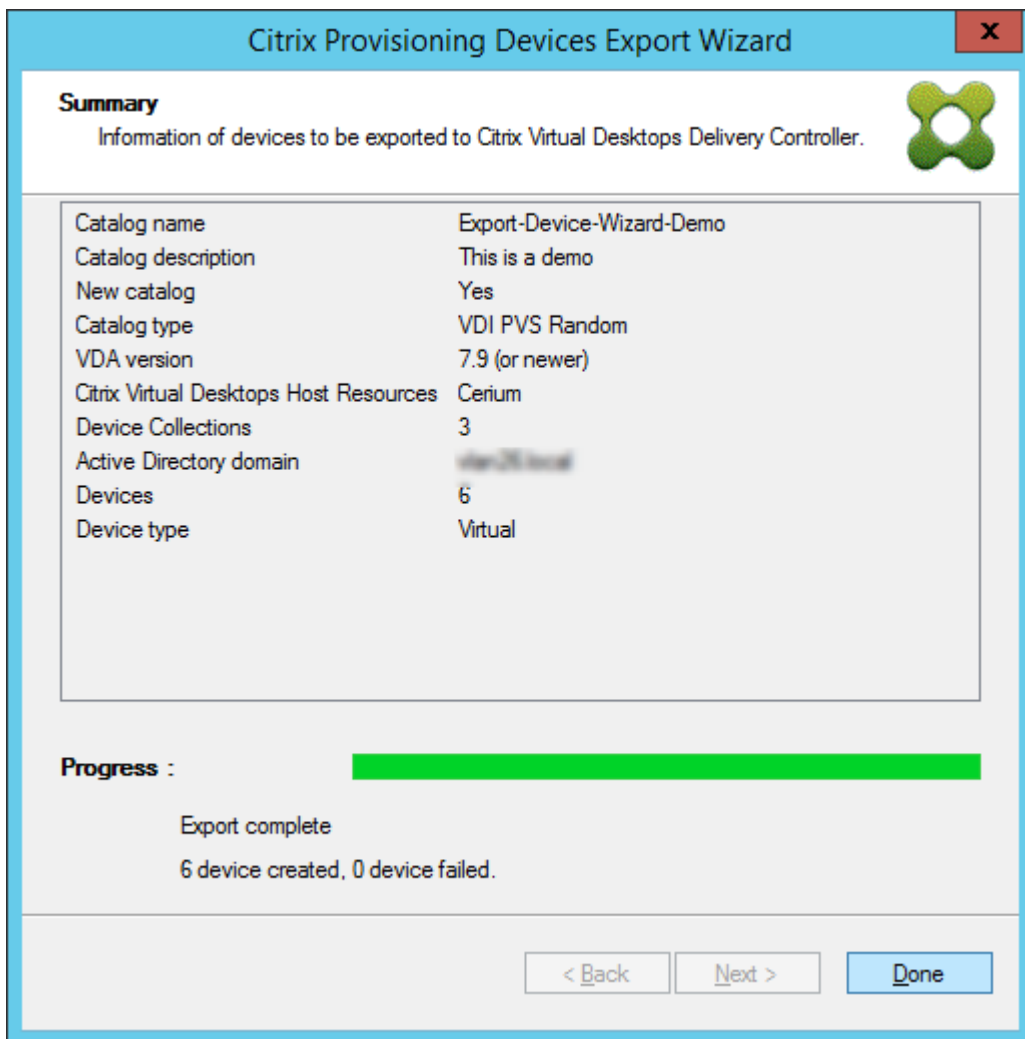 Citrix Provisioning Devices Export Wizard
x
Summary
Information of devices to be exported to Citrix Virtual Desktops Delivery Controller.
Catalog name Export-Device-Wizard-Demo
Catalog description This is a demo
New catalog Yes
Catalog type VDI PVS Random
VDA version 7.9 (or newer)
Citrix Virtual Desktops Host Resources Cerium
Device Collections 3
Active Directory domain
Devices 6
Device type Virtual
Progress :
Export complete
6 device created, 0 device failed.
< Back Next > Done